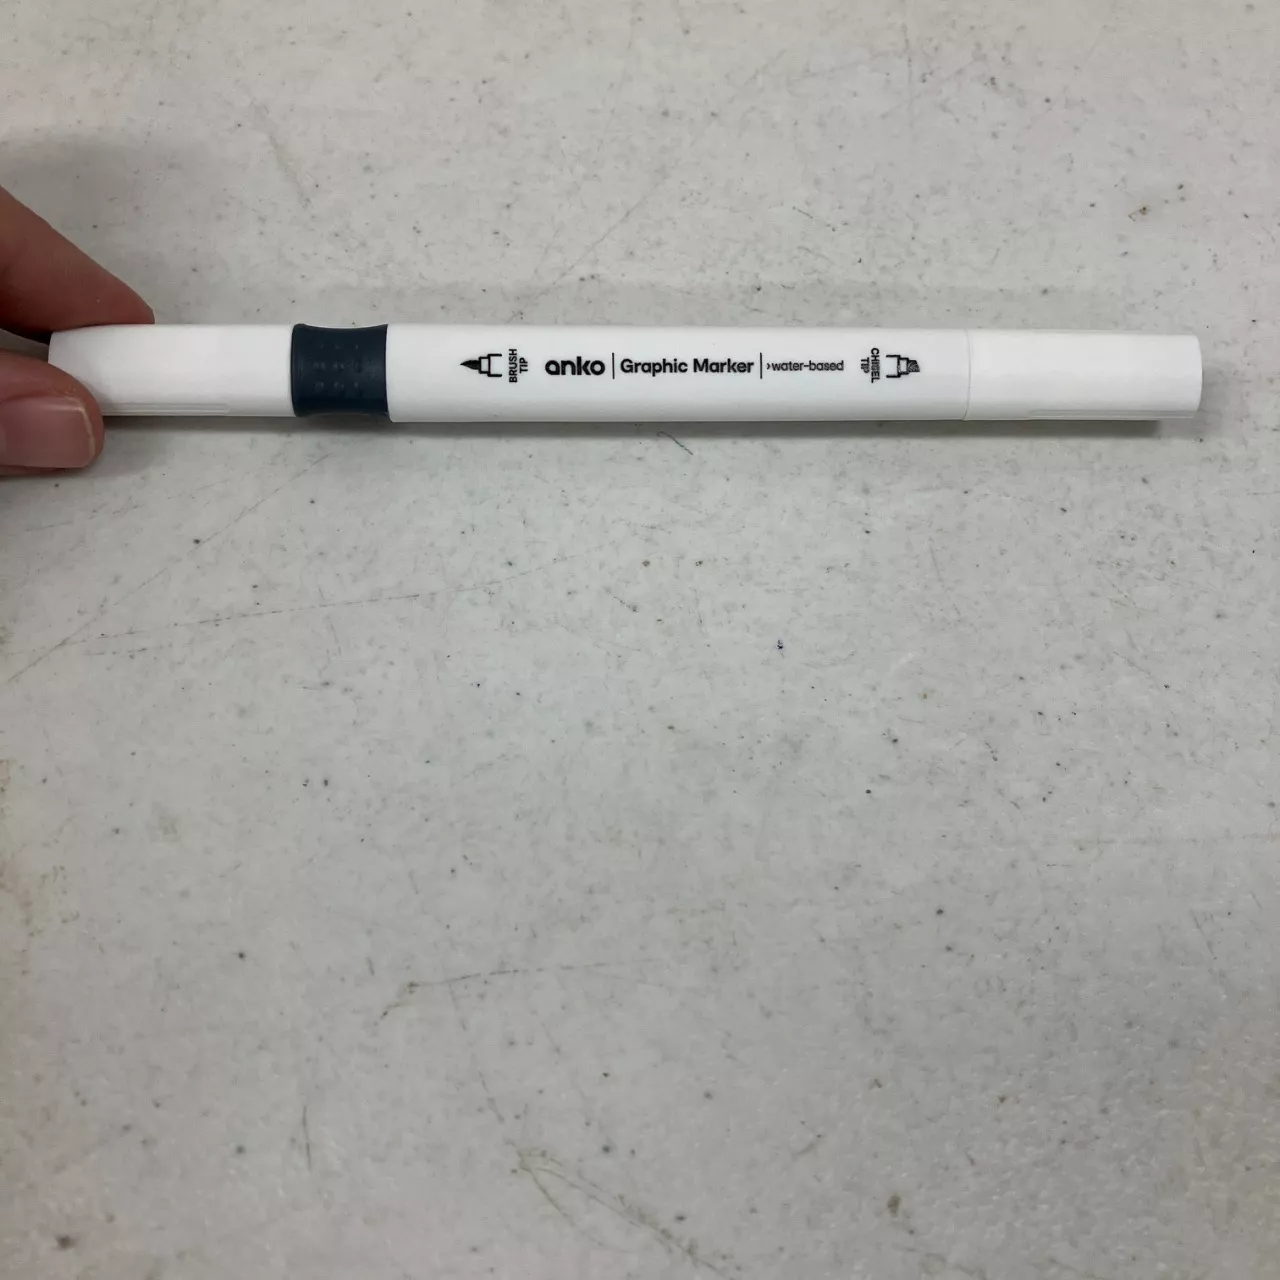 BRUSH
TIP
anko | Graphic Marker | ›water-based
CHISEL
TIP